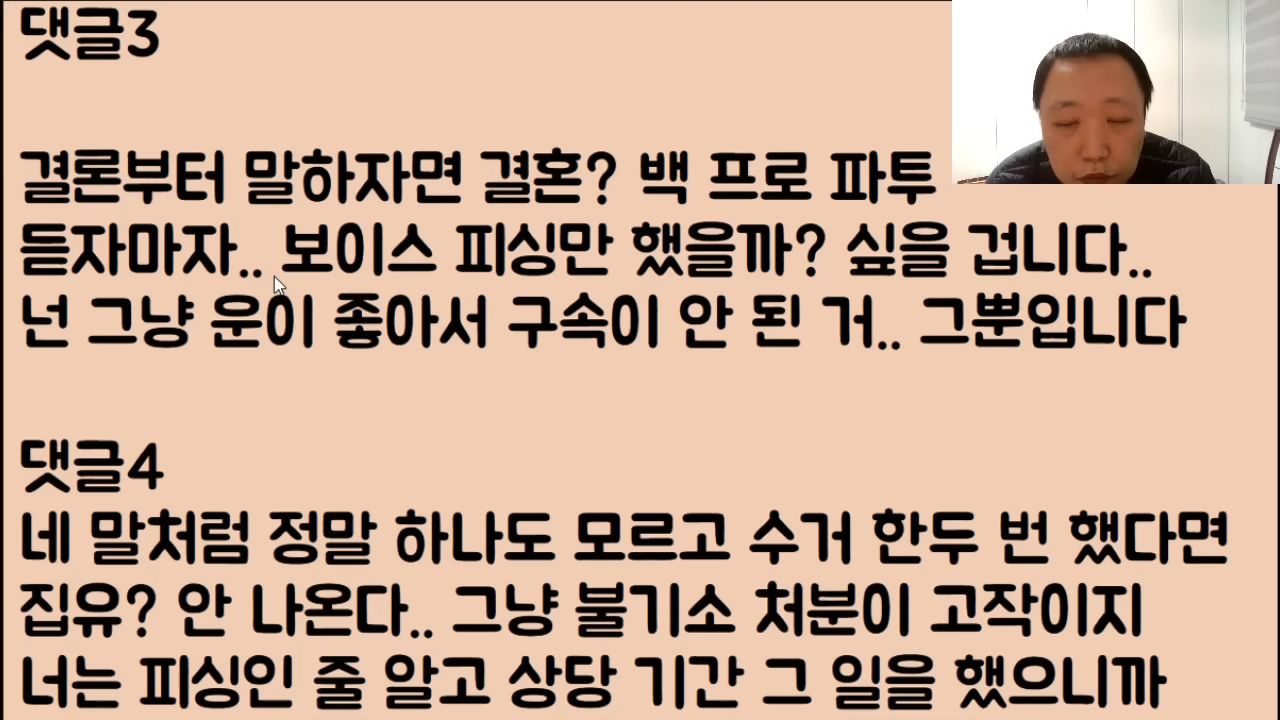 댓글3
결론부터 말하자면 결혼? 백 프로 파투
듣자마자.. 보이스 피싱만 했을까? 싶을 겁니다..
넌 그냥 운이 좋아서 구속이 안 된 거.. 그뿐입니다
댓글4
네 말처럼 정말 하나도 모르고 수거 한두 번 했다면
집유? 안 나온다.. 그냥 불기소 처분이 고작이지
너는 피싱인 줄 알고 상당 기간 그 일을 했으니까